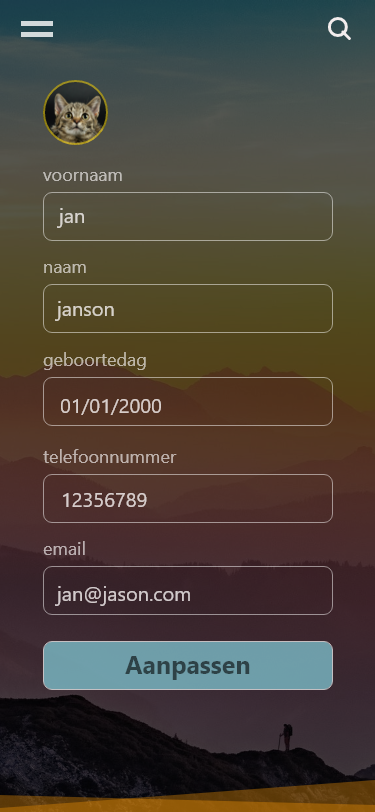 voornaam
jan
naam
janson
geboortedag
01/01/2000
telefoonnummer
12356789
email
jan@jason.com
Aanpassen